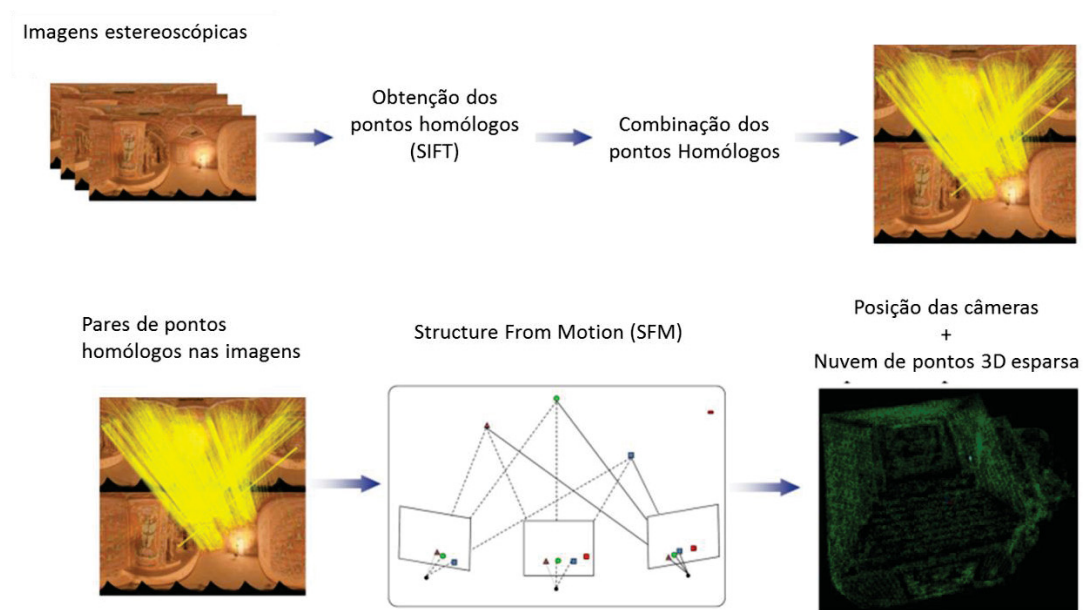 Imagens estereoscópicas
Obtenção dos
pontos homólogos
(SIFT)
Combinação dos
pontos Homólogos
Pares de pontos
homólogos nas imagens
Structure From Motion (SFM)
Posição das câmeras
+
Nuvem de pontos 3D esparsa